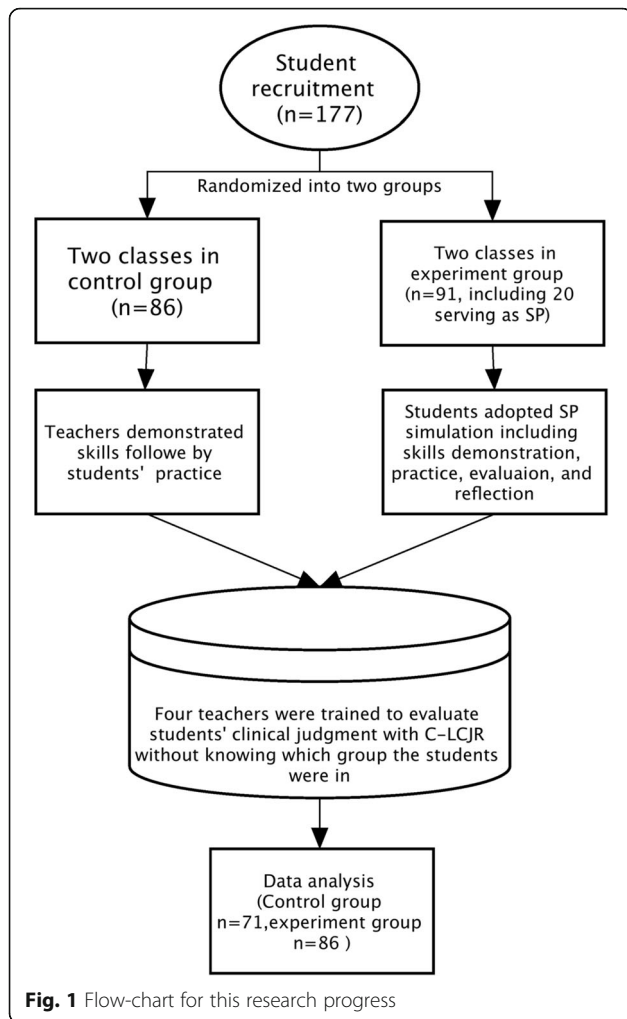 Student
recruitment
(n=177)
Randomized into two groups
Two classes in
control group
(n=86)
Two classes in
experiment group
(n=91, including 20
serving as SP)
Teachers demonstrated
skills followe by
students' practice
Students adopted SP
simulation including
skills demonstration,
practice, evaluaion, and
reflection
Four teachers were trained to evaluate
students' clinical judgment with C-LCJR
without knowing which group the students
were in
Data analysis
(Control group
n=71,experiment group
n=86 )
Fig. 1 Flow-chart for this research progress